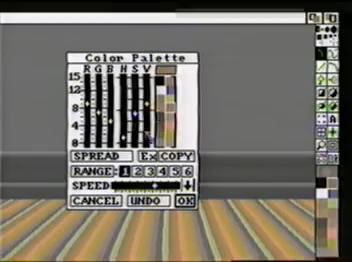 Color Palette
R G B H S V
15
12
8
4
0
SPREAD Ex COPY
RANGE: 1 2 3 4 5 6
SPEED
CANCEL UNDO OK
A